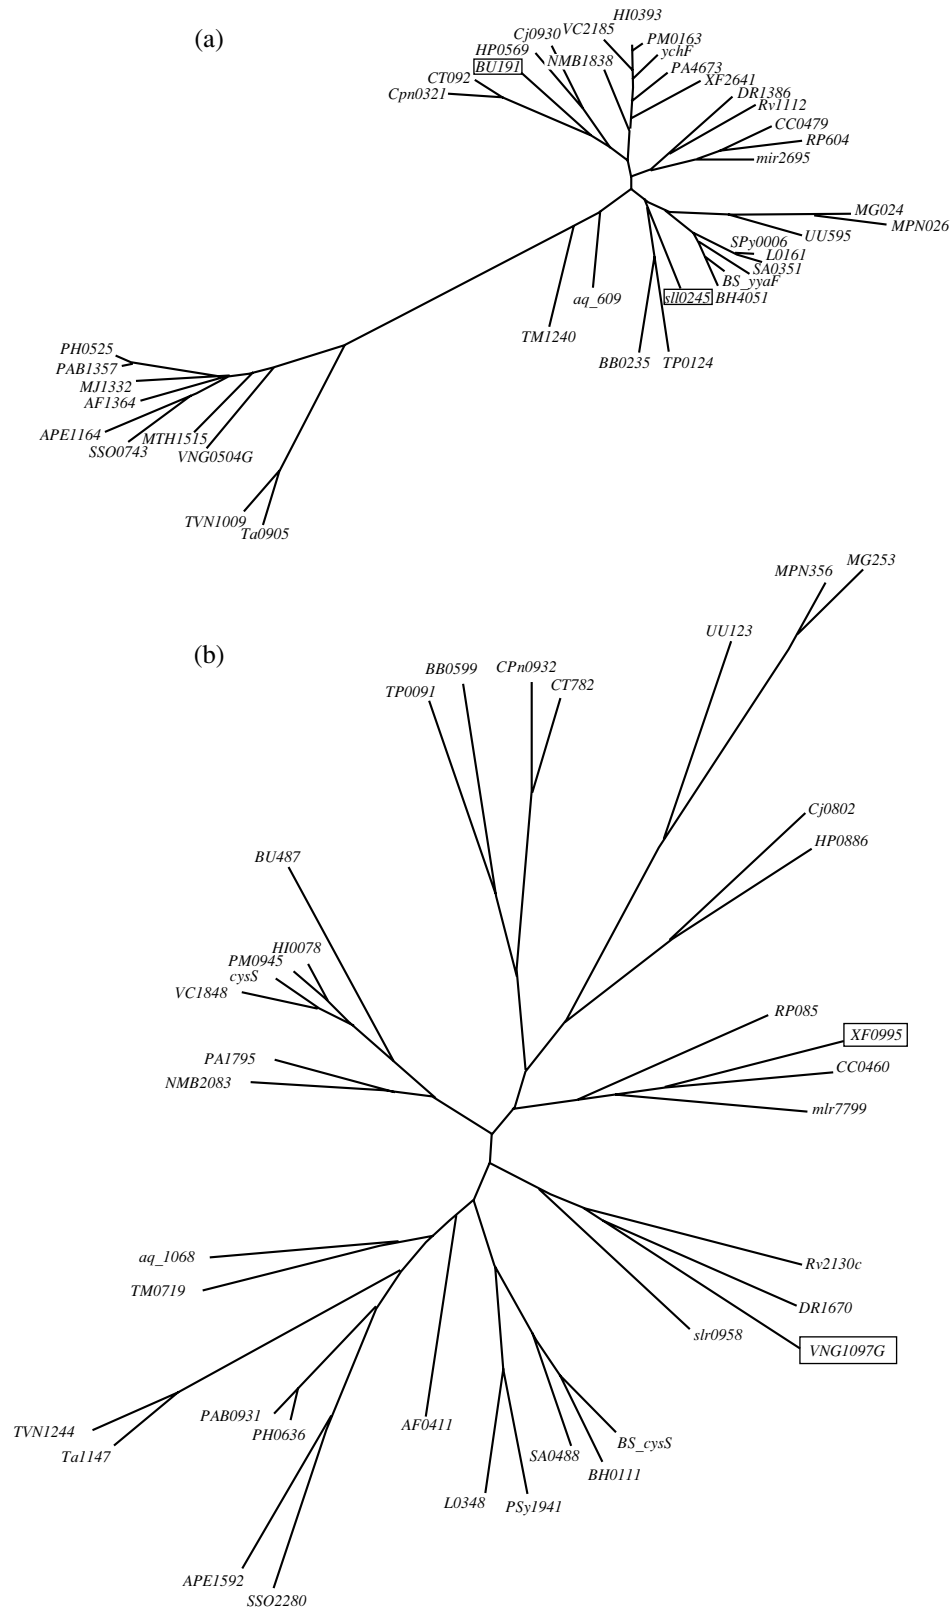 (a)
HI0393
VC2185
Cj0930
PM0163
HP0569
ychF
BU191
NMB1838
PA4673
CT092
XF2641
Cpn0321
DR1386
Rv1112
CC0479
RP604
mir2695
MG024
MPN026
UU595
SPy0006
L0161
SA0351
BS_yyaF
sll0245
BH4051
aq_609
TM1240
BB0235
TP0124
PH0525
PAB1357
MJ1332
AF1364
APE1164
MTH1515
SSO0743
VNG0504G
TVN1009
Ta0905
(b)
MG253
MPN356
UU123
CPn0932
BB0599
CT782
TP0091
Cj0802
HP0886
BU487
HI0078
PM0945
cysS
VC1848
RP085
XF0995
PA1795
CC0460
NMB2083
mlr7799
aq_1068
Rv2130c
TM0719
DR1670
slr0958
VNG1097G
PAB0931
AF0411
TVN1244
PH0636
BS_cysS
Ta1147
SA0488
BH0111
L0348
PSy1941
APE1592
SSO2280